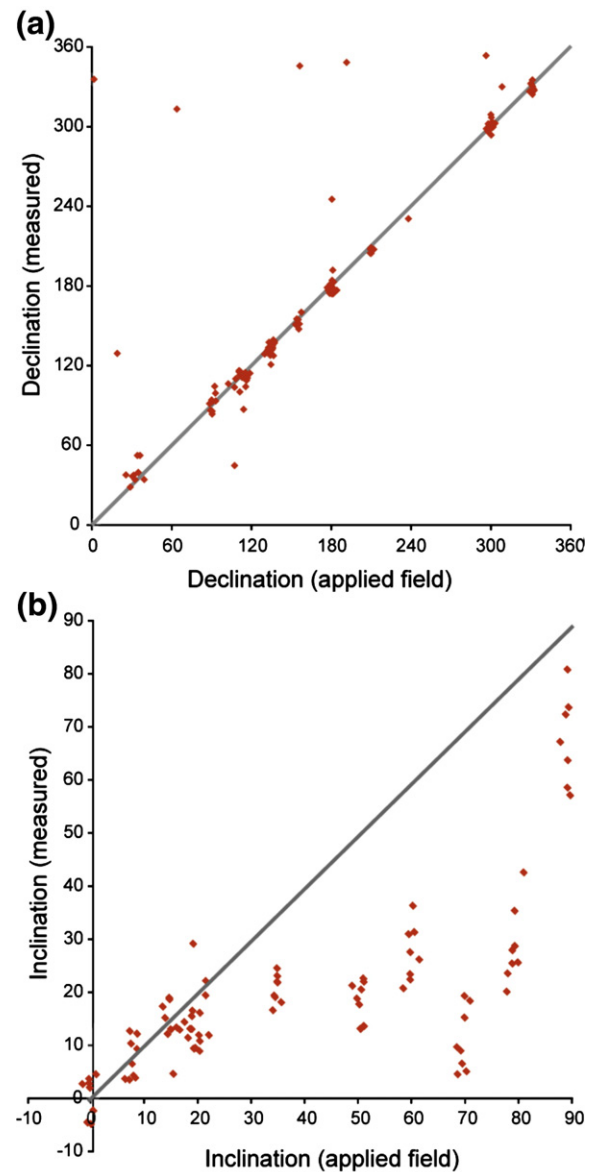 (a)
360
300
240
180
120
60
0
Declination (measured)
0 60 120 180 240 300 360
Declination (applied field)
(b)
90
80
70
60
50
40
30
20
10
0
-10
Inclination (measured)
-10 0 10 20 30 40 50 60 70 80 90
Inclination (applied field)